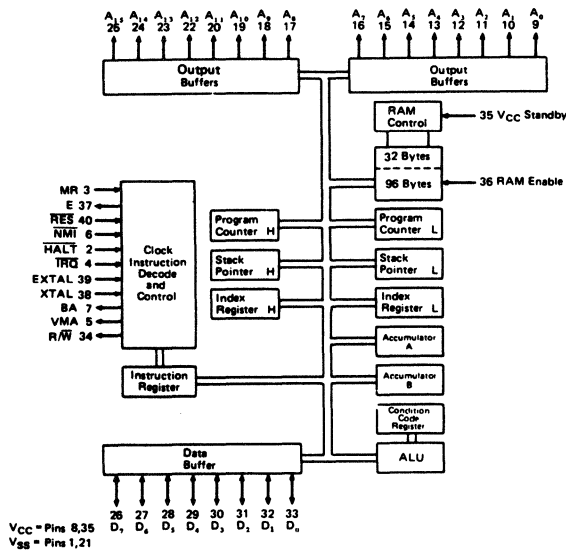 A15 A14 A13 A12 A11 A10 A9 A8
25 24 23 22 20 19 18 17
A7 A6 A5 A4 A3 A2 A1 A0
16 15 14 13 12 11 10 9
Output
Buffers
Output
Buffers
RAM
Control
35 VCC Standby
32 Bytes
96 Bytes
36 RAM Enable
MR 3
E 37
RES 40
NMI 6
HALT 2
IRQ 4
EXTAL 39
XTAL 38
BA 7
VMA 5
R/W 34
Clock
Instruction
Decode
and
Control
Program
Counter H
Program
Counter L
Stack
Pointer H
Stack
Pointer L
Index
Register H
Index
Register L
Accumulator
A
Instruction
Register
Accumulator
B
Condition
Code
Register
ALU
Data
Buffer
26 27 28 29 30 31 32 33
D7 D6 D5 D4 D3 D2 D1 D0
VCC = Pins 8,35
VSS = Pins 1,21